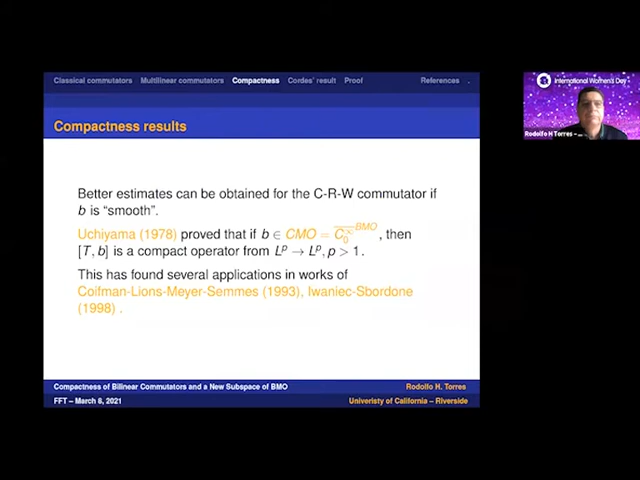 Classical commutators Multilinear commutators Compactness Cordes' result Proof References .
Compactness results
Better estimates can be obtained for the C-R-W commutator if
b is "smooth".
Uchiyama (1978) proved that if b ∈ CMO = \overline{C_0^∞}^{BMO}, then
[T, b] is a compact operator from L^p → L^p, p > 1.
This has found several applications in works of
Coifman-Lions-Meyer-Semmes (1993), Iwaniec-Sbordone
(1998) .
Compactness of Bilinear Commutators and a New Subspace of BMO Rodolfo H. Torres
FFT – March 8, 2021 Univeristy of California – Riverside
International Women's Day
Rodolfo H Torres –